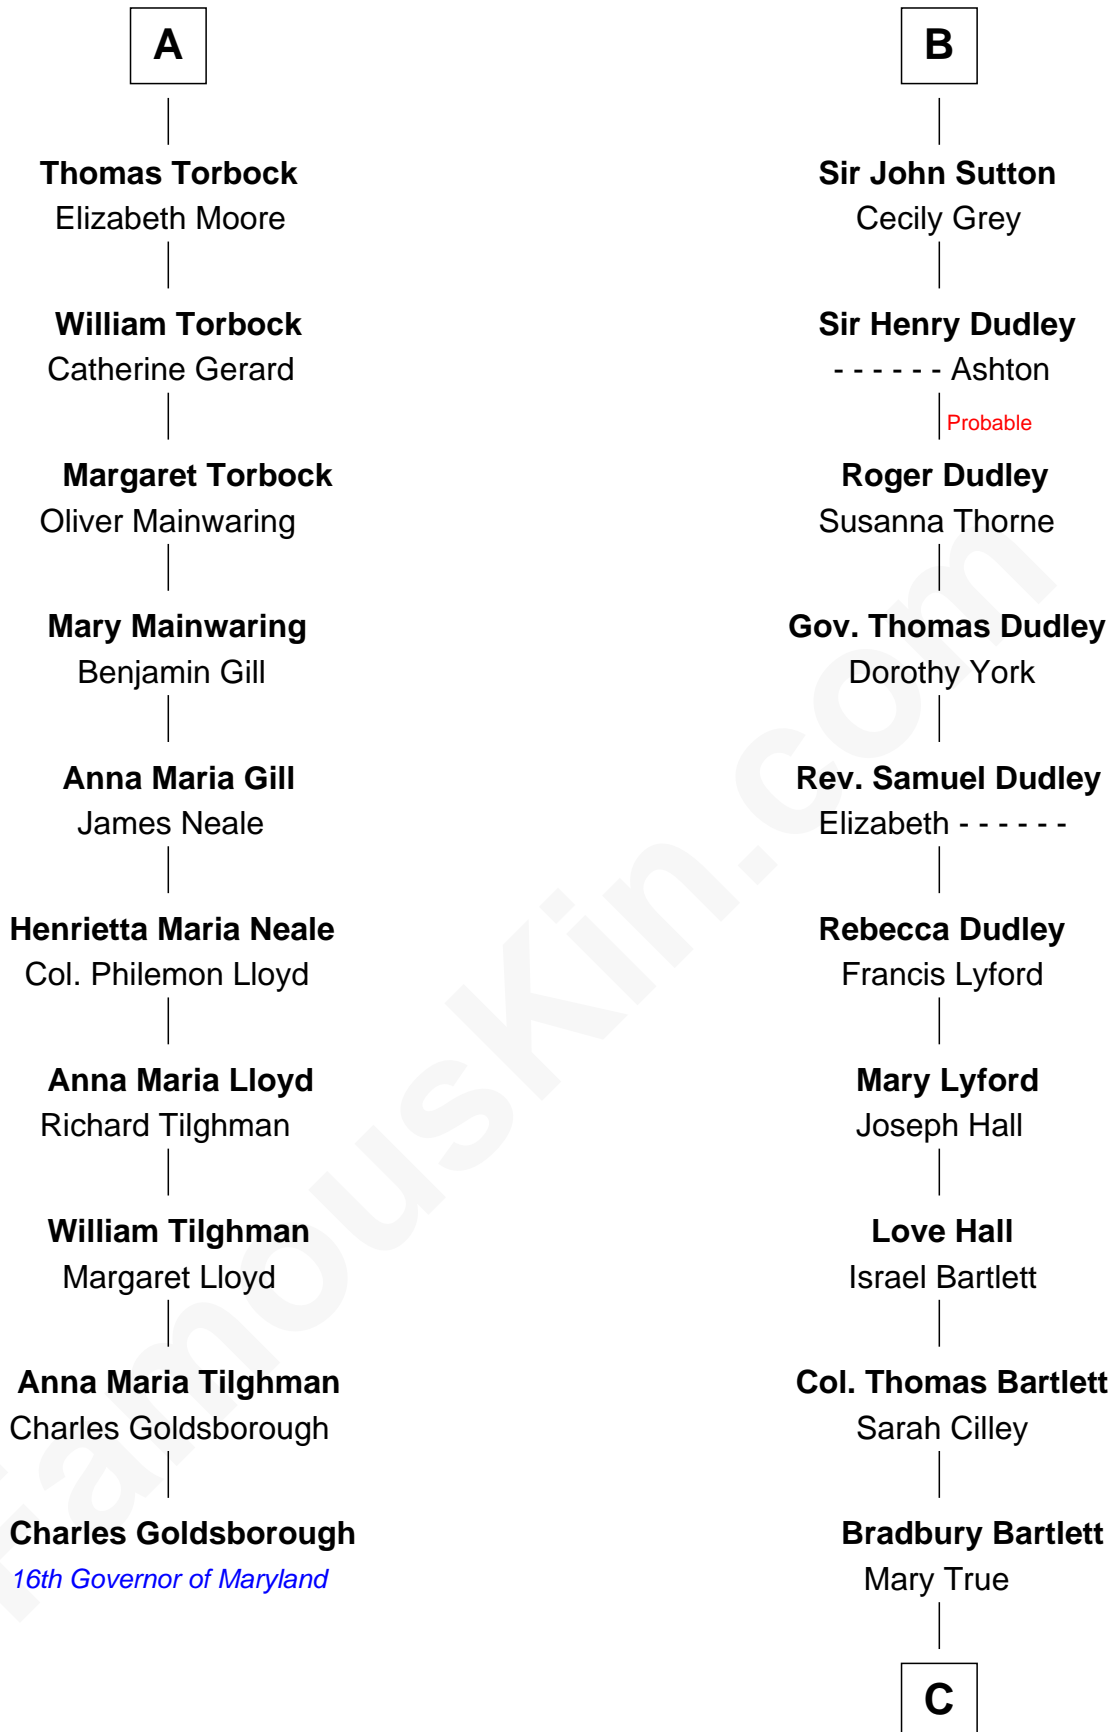 A
Thomas Torbock
Elizabeth Moore
William Torbock
Catherine Gerard
Margaret Torbock
Oliver Mainwaring
Mary Mainwaring
Benjamin Gill
Anna Maria Gill
James Neale
Henrietta Maria Neale
Col. Philemon Lloyd
Anna Maria Lloyd
Richard Tilghman
William Tilghman
Margaret Lloyd
Anna Maria Tilghman
Charles Goldsborough
Charles Goldsborough
16th Governor of Maryland
B
Sir John Sutton
Cecily Grey
Sir Henry Dudley
- - - - - - Ashton
Probable
Roger Dudley
Susanna Thorne
Gov. Thomas Dudley
Dorothy York
Rev. Samuel Dudley
Elizabeth - - - - - -
Rebecca Dudley
Francis Lyford
Mary Lyford
Joseph Hall
Love Hall
Israel Bartlett
Col. Thomas Bartlett
Sarah Cilley
Bradbury Bartlett
Mary True
C
FamousKin.com